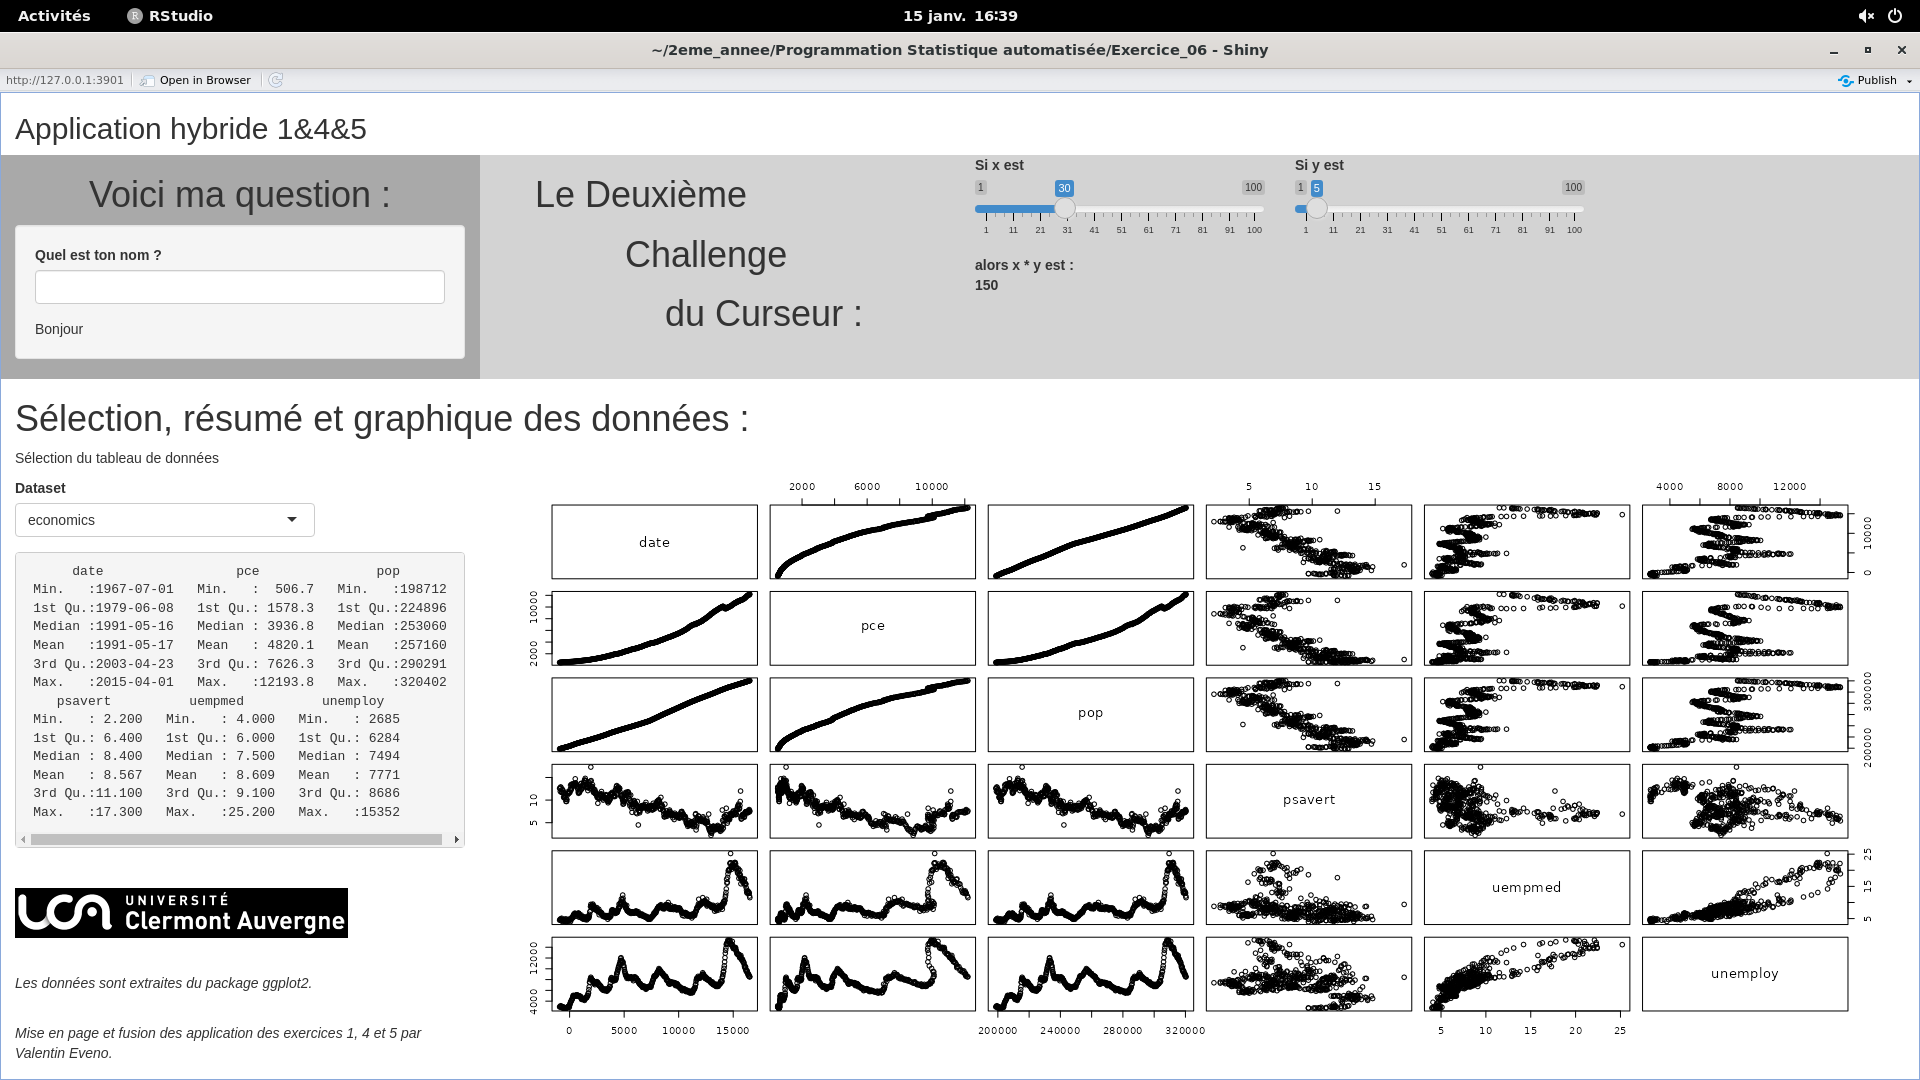 Activités RStudio 15 janv. 16:39
~/2eme_annee/Programmation Statistique automatisée/Exercice_06 - Shiny
http://127.0.0.1:3901 Open in Browser Publish
Application hybride 1&4&5
Voici ma question :
Quel est ton nom ?
Bonjour
Le Deuxième
Challenge
du Curseur :
Si x est
1 30 100
1 11 21 31 41 51 61 71 81 91 100
Si y est
1 5 100
1 11 21 31 41 51 61 71 81 91 100
alors x * y est :
150
Sélection, résumé et graphique des données :
Sélection du tableau de données
Dataset
economics
date pce pop
Min. :1967-07-01 Min. : 506.7 Min. :198712
1st Qu.:1979-06-08 1st Qu.: 1578.3 1st Qu.:224896
Median :1991-05-16 Median : 3936.8 Median :253060
Mean :1991-05-17 Mean : 4820.1 Mean :257160
3rd Qu.:2003-04-23 3rd Qu.: 7626.3 3rd Qu.:290291
Max. :2015-04-01 Max. :12193.8 Max. :320402
psavert uempmed unemploy
Min. : 2.200 Min. : 4.000 Min. : 2685
1st Qu.: 6.400 1st Qu.: 6.000 1st Qu.: 6284
Median : 8.400 Median : 7.500 Median : 7494
Mean : 8.567 Mean : 8.609 Mean : 7771
3rd Qu.:11.100 3rd Qu.: 9.100 3rd Qu.: 8686
Max. :17.300 Max. :25.200 Max. :15352
UCA UNIVERSITÉ
Clermont Auvergne
Les données sont extraites du package ggplot2.
Mise en page et fusion des application des exercices 1, 4 et 5 par
Valentin Eveno.
2000 6000 10000 5 10 15 4000 8000 12000
date
0 10000
pce
2000 10000
pop
200000 300000
psavert
5 10
uempmed
5 15 25
unemploy
4000 12000
0 5000 10000 15000 200000 240000 280000 320000 5 10 15 20 25